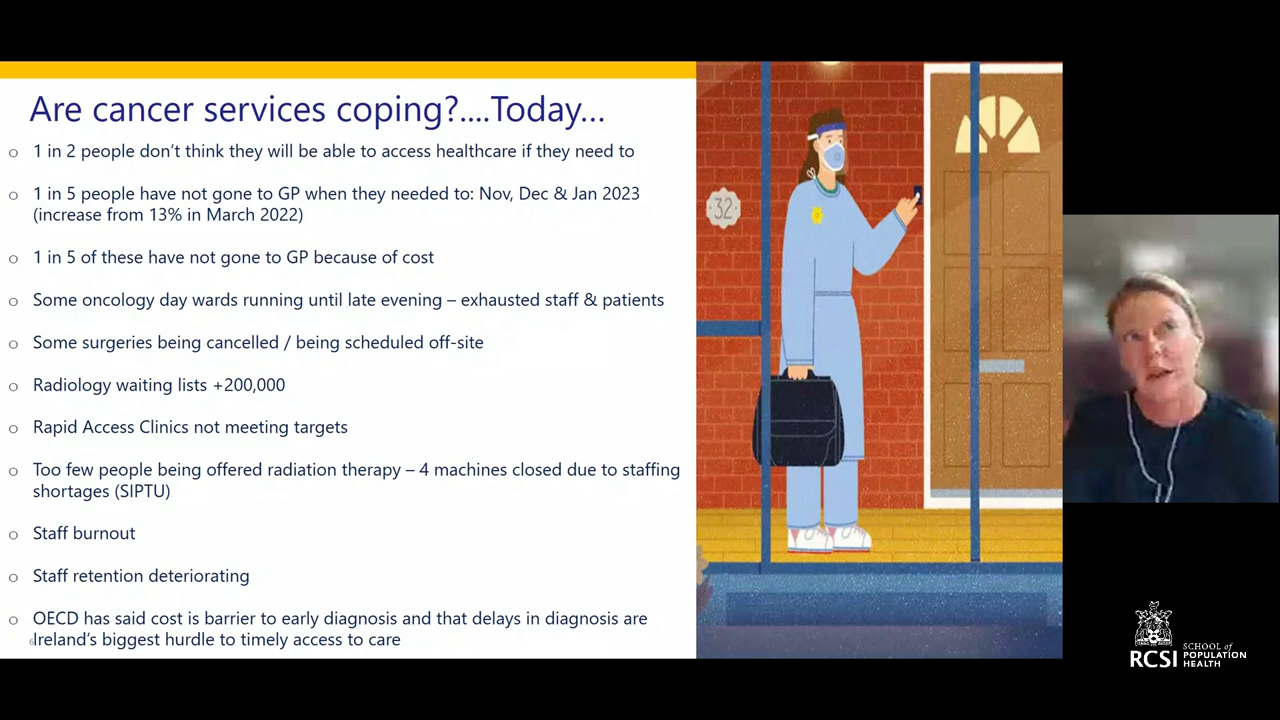 Are cancer services coping?....Today...
○ 1 in 2 people don't think they will be able to access healthcare if they need to
○ 1 in 5 people have not gone to GP when they needed to: Nov, Dec & Jan 2023
(increase from 13% in March 2022)
○ 1 in 5 of these have not gone to GP because of cost
○ Some oncology day wards running until late evening – exhausted staff & patients
○ Some surgeries being cancelled / being scheduled off-site
○ Radiology waiting lists +200,000
○ Rapid Access Clinics not meeting targets
○ Too few people being offered radiation therapy – 4 machines closed due to staffing
shortages (SIPTU)
○ Staff burnout
○ Staff retention deteriorating
○ OECD has said cost is barrier to early diagnosis and that delays in diagnosis are
Ireland's biggest hurdle to timely access to care
32
RCSI
SCHOOL of
POPULATION
HEALTH